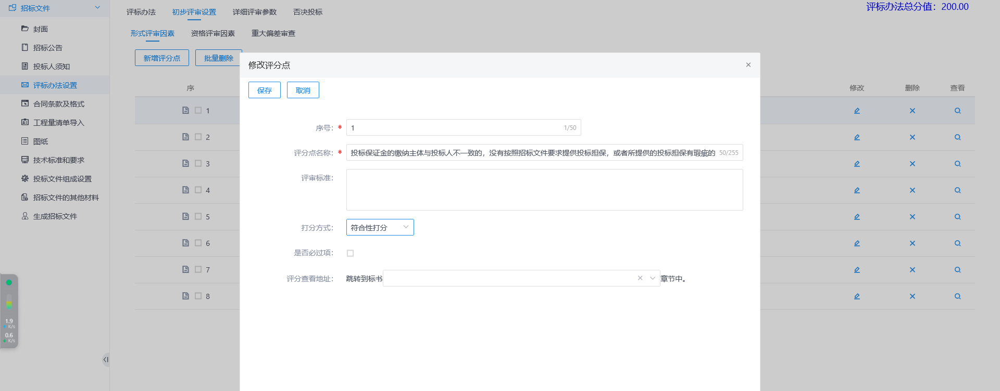 招标文件
封面
招标公告
投标人须知
评标办法设置
合同条款及格式
工程量清单导入
图纸
技术标准和要求
投标文件组成设置
招标文件的其他材料
生成招标文件
1.9
K/s
0.6
K/s
评标办法 初步评审设置 详细评审参数 否决投标
评标办法总分值：200.00
形式评审因素 资格评审因素 重大偏差审查
新增评分点 批量删除
序 修改 删除 查看
1
2
3
4
5
6
7
8
修改评分点
保存 取消
序号：* 1 1/50
评分点名称：* 投标保证金的缴纳主体与投标人不一致的，没有按照招标文件要求提供投标担保，或者所提供的投标担保有瑕疵的 50/255
评审标准：
打分方式： 符合性打分
是否必过项：
评分查看地址： 跳转到标书 章节中。